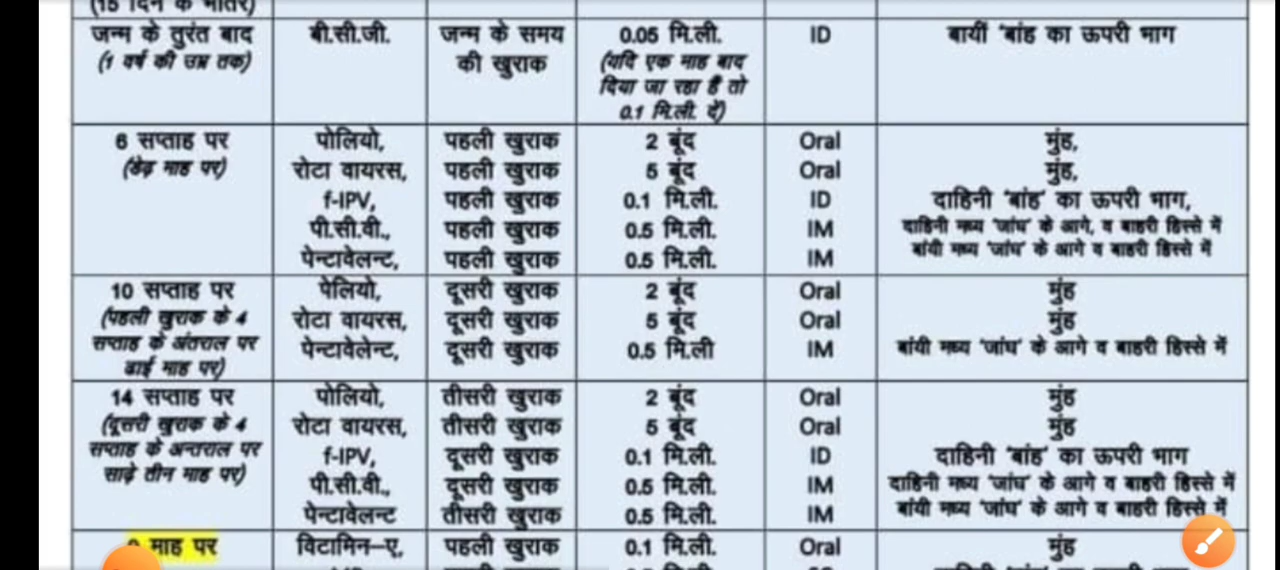 (15 दिन के भीतर)
जन्म के तुरंत बाद
(1 वर्ष की उम्र तक)
बी.सी.जी.
जन्म के समय
की खुराक
0.05 मि.ली.
(यदि एक माह बाद
दिया जा रहा हैं तो
0.1 मि.ली. दें)
ID
बायीं 'बांह का ऊपरी भाग
6 सप्ताह पर
(डेढ़ माह पर)
पोलियो, पहली खुराक 2 बूंद Oral मुंह,
रोटा वायरस, पहली खुराक 5 बूंद Oral मुंह,
f-IPV, पहली खुराक 0.1 मि.ली. ID दाहिनी 'बांह' का ऊपरी भाग,
पी.सी.वी., पहली खुराक 0.5 मि.ली. IM दाहिनी मध्य 'जांघ' के आगे, व बाहरी हिस्से में
पेन्टावेलन्ट, पहली खुराक 0.5 मि.ली. IM बांयी मध्य 'जांघ' के आगे व बाहरी हिस्से में
10 सप्ताह पर
(पहली खुराक के 4
सप्ताह के अंतराल पर
ढाई माह पर)
पेलियो, दूसरी खुराक 2 बूंद Oral मुंह
रोटा वायरस, दूसरी खुराक 5 बूंद Oral मुंह
पेन्टावेलेन्ट, दूसरी खुराक 0.5 मि.ली IM बांयी मध्य 'जांघ' के आगे व बाहरी हिस्से में
14 सप्ताह पर
(दूसरी खुराक के 4
सप्ताह के अन्तराल पर
साढ़े तीन माह पर)
पोलियो, तीसरी खुराक 2 बूंद Oral मुंह
रोटा वायरस, तीसरी खुराक 5 बूंद Oral मुंह
f-IPV, दूसरी खुराक 0.1 मि.ली. ID दाहिनी 'बांह' का ऊपरी भाग
पी.सी.वी., दूसरी खुराक 0.5 मि.ली. IM दाहिनी मध्य 'जांघ' के आगे व बाहरी हिस्से में
पेन्टावेलन्ट तीसरी खुराक 0.5 मि.ली. IM बांयी मध्य 'जांघ' के आगे व बाहरी हिस्से में
माह पर विटामिन–ए, पहली खुराक 0.1 मि.ली. Oral मुंह